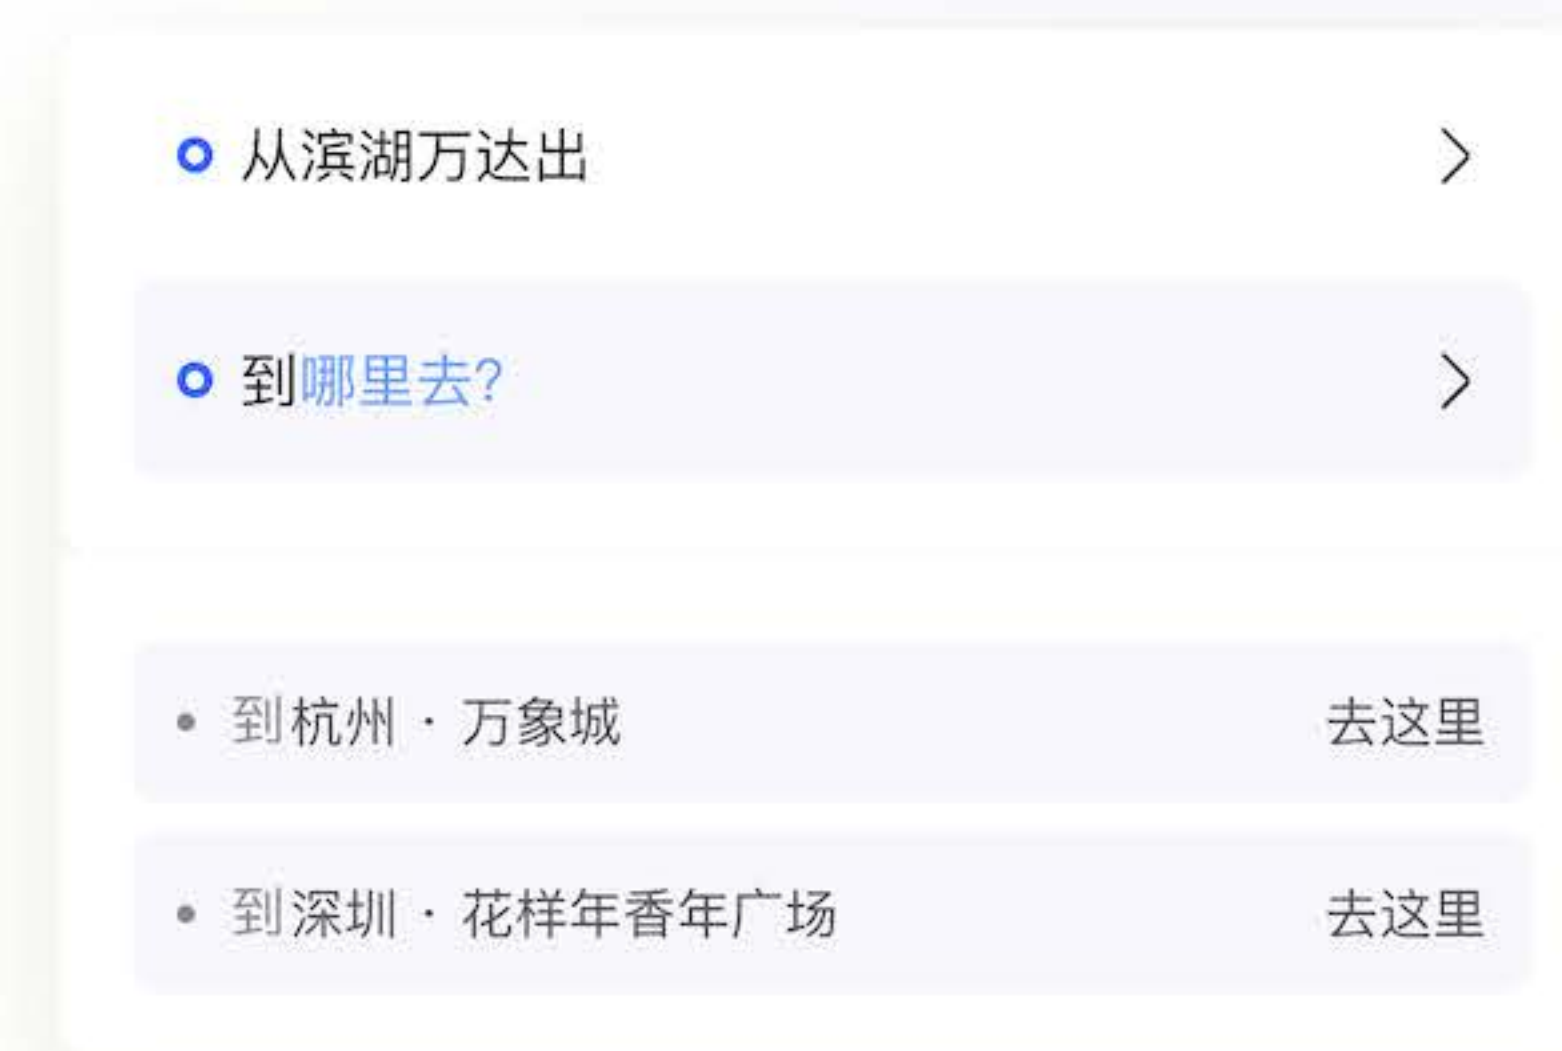 从滨湖万达出
到哪里去?
到杭州 · 万象城 去这里
到深圳 · 花样年香年广场 去这里